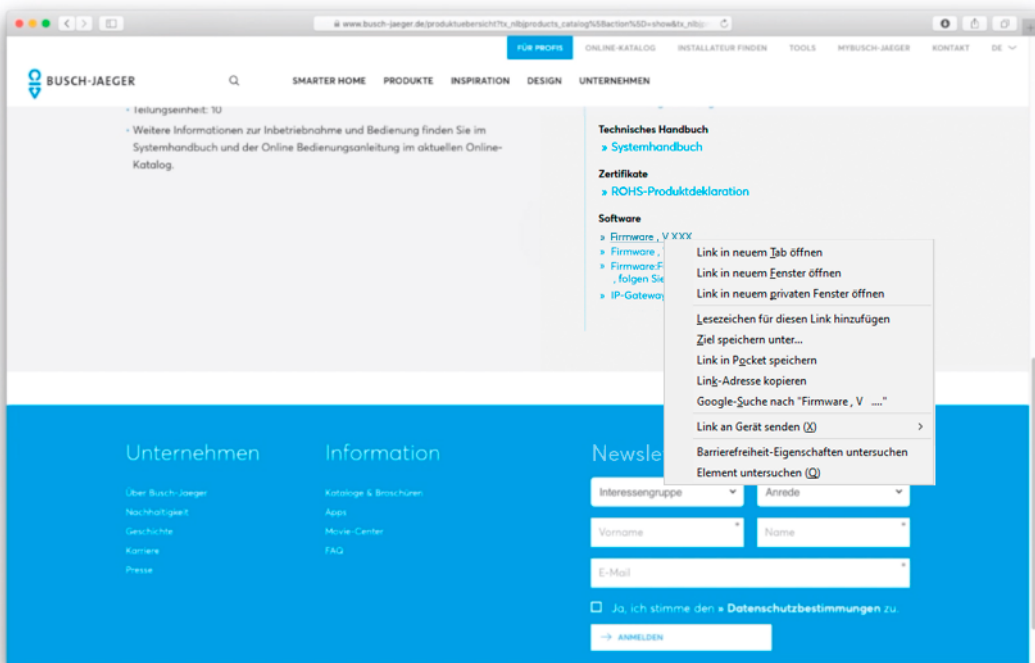 www.busch-jaeger.de/produktuebersicht?tx_nlbjproducts_catalog%5Baction%5D=show&tx_nlbjp
FÜR PROFIS ONLINE-KATALOG INSTALLATEUR FINDEN TOOLS MYBUSCH-JAEGER KONTAKT DE
BUSCH-JAEGER SMARTER HOME PRODUKTE INSPIRATION DESIGN UNTERNEHMEN
- Teilungseinheit: 10
- Weitere Informationen zur Inbetriebnahme und Bedienung finden Sie im
Systemhandbuch und der Online Bedienungsanleitung im aktuellen Online-
Katalog.
Technisches Handbuch
» Systemhandbuch
Zertifikate
» ROHS-Produktdeklaration
Software
» Firmware , V.XXX
» Firmware ,
» Firmware:F
, folgen Sie
» IP-Gateway
Link in neuem Tab öffnen
Link in neuem Fenster öffnen
Link in neuem privaten Fenster öffnen
Lesezeichen für diesen Link hinzufügen
Ziel speichern unter...
Link in Pocket speichern
Link-Adresse kopieren
Google-Suche nach "Firmware , V ...."
Link an Gerät senden (X)
Barrierefreiheit-Eigenschaften untersuchen
Element untersuchen (Q)
Unternehmen
Über Busch-Jaeger
Nachhaltigkeit
Geschichte
Karriere
Presse
Information
Kataloge & Broschüren
Apps
Movie-Center
FAQ
Newsle
Interessengruppe Anrede
Vorname * Name *
E-Mail *
Ja, ich stimme den » Datenschutzbestimmungen zu.
→ ANMELDEN